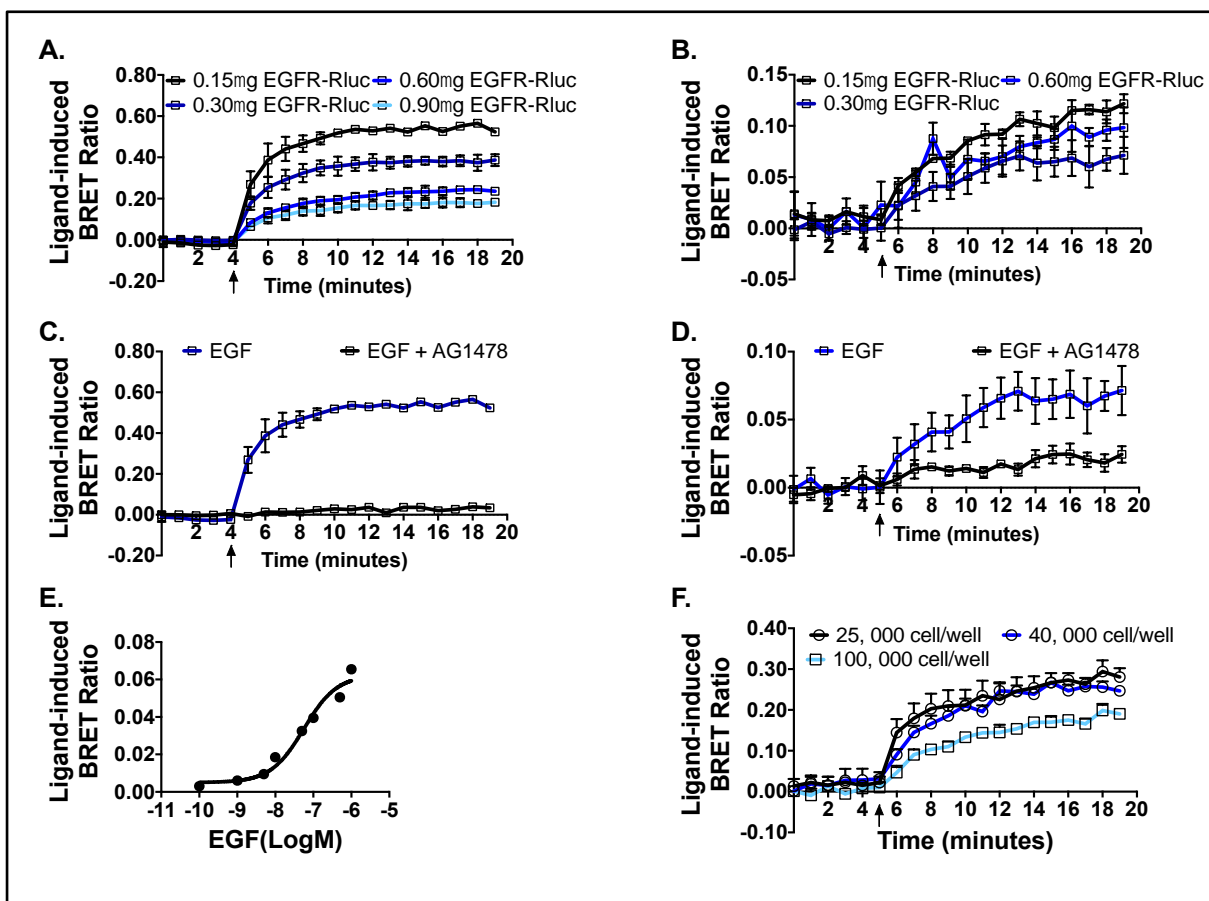 A.
Ligand-induced
BRET Ratio
0.15mg EGFR-Rluc 0.60mg EGFR-Rluc
0.30mg EGFR-Rluc 0.90mg EGFR-Rluc
0.80
0.60
0.40
0.20
0.00
-0.20
2 4 6 8 10 12 14 16 18 20
Time (minutes)
B.
Ligand-induced
BRET Ratio
0.15mg EGFR-Rluc 0.60mg EGFR-Rluc
0.30mg EGFR-Rluc
0.15
0.10
0.05
0.00
-0.05
2 4 6 8 10 12 14 16 18 20
Time (minutes)
C.
Ligand-induced
BRET Ratio
EGF EGF + AG1478
0.80
0.60
0.40
0.20
0.00
-0.20
2 4 6 8 10 12 14 16 18 20
Time (minutes)
D.
Ligand-induced
BRET Ratio
EGF EGF + AG1478
0.10
0.05
0.00
-0.05
2 4 6 8 10 12 14 16 18 20
Time (minutes)
E.
Ligand-induced
BRET Ratio
0.08
0.06
0.04
0.02
0.00
-11 -10 -9 -8 -7 -6 -5
EGF(LogM)
F.
Ligand-induced
BRET Ratio
25, 000 cell/well 40, 000 cell/well
100, 000 cell/well
0.40
0.30
0.20
0.10
0.00
-0.10
2 4 6 8 10 12 14 16 18 20
Time (minutes)